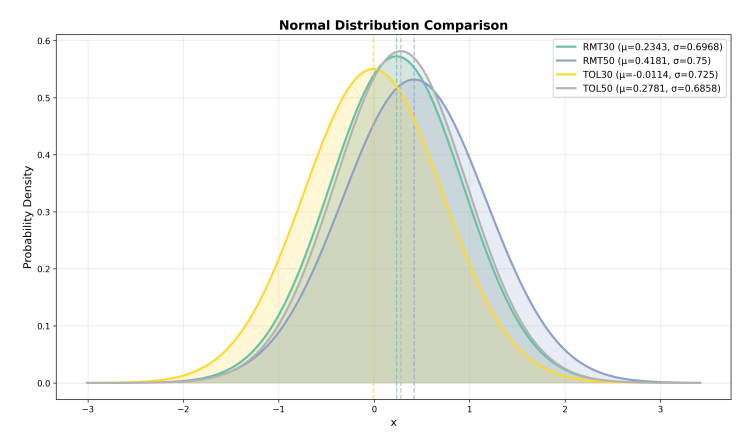 Normal Distribution Comparison
0.6
0.5
0.4
0.3
0.2
0.1
0.0
Probability Density
RMT30 (μ=0.2343, σ=0.6968)
RMT50 (μ=0.4181, σ=0.75)
TOL30 (μ=-0.0114, σ=0.725)
TOL50 (μ=0.2781, σ=0.6858)
−3 −2 −1 0 1 2 3
x